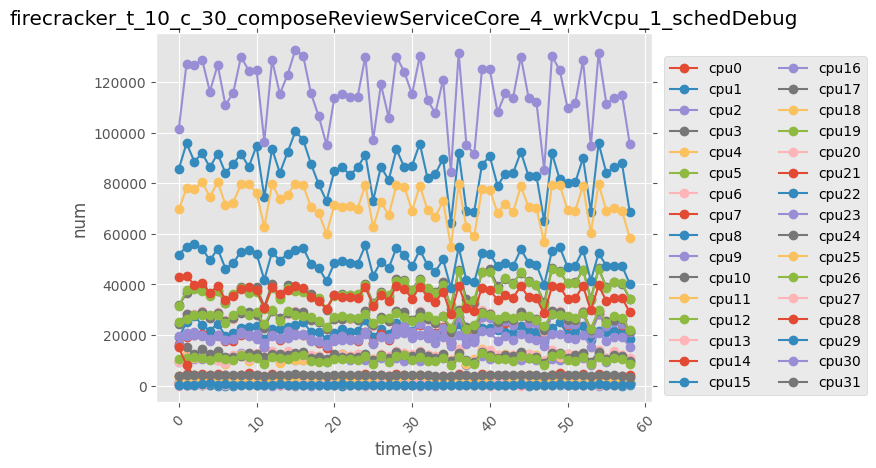 firecracker_t_10_c_30_composeReviewServiceCore_4_wrkVcpu_1_schedDebug
120000
100000
80000
60000
40000
20000
0
num
0
10
20
30
40
50
60
time(s)
cpu0
cpu1
cpu2
cpu3
cpu4
cpu5
cpu6
cpu7
cpu8
cpu9
cpu10
cpu11
cpu12
cpu13
cpu14
cpu15
cpu16
cpu17
cpu18
cpu19
cpu20
cpu21
cpu22
cpu23
cpu24
cpu25
cpu26
cpu27
cpu28
cpu29
cpu30
cpu31